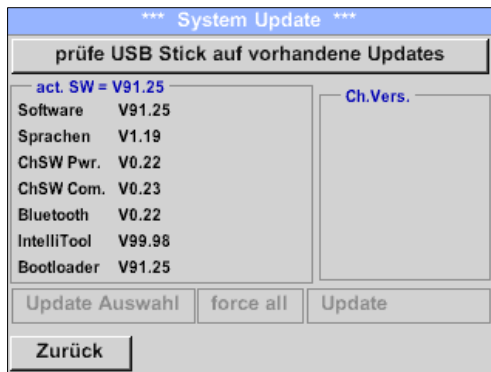 *** System Update ***
prüfe USB Stick auf vorhandene Updates
act. SW = V91.25
Ch.Vers.
Software V91.25
Sprachen V1.19
ChSW Pwr. V0.22
ChSW Com. V0.23
Bluetooth V0.22
IntelliTool V99.98
Bootloader V91.25
Update Auswahl force all Update
Zurück